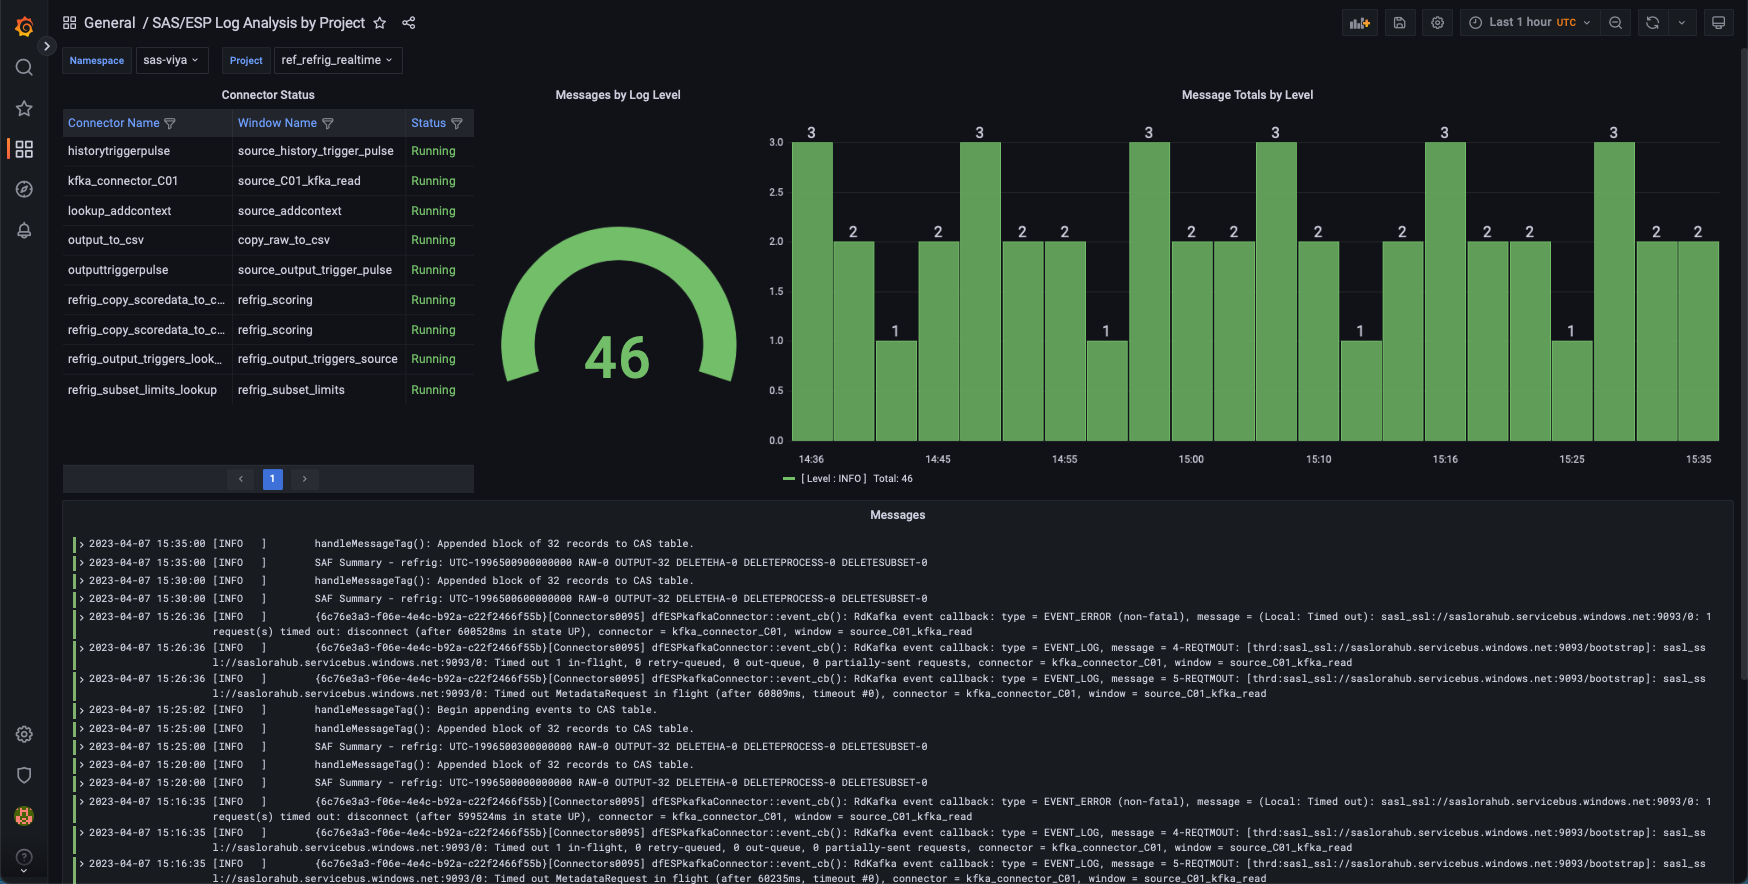 General / SAS/ESP Log Analysis by Project
Last 1 hour UTC
Namespace sas-viya Project ref_refrig_realtime
Connector Status
Connector Name Window Name Status
historytriggerpulse source_history_trigger_pulse Running
kfka_connector_C01 source_C01_kfka_read Running
lookup_addcontext source_addcontext Running
output_to_csv copy_raw_to_csv Running
outputtriggerpulse source_output_trigger_pulse Running
refrig_copy_scoredata_to_c... refrig_scoring Running
refrig_copy_scoredata_to_c... refrig_scoring Running
refrig_output_triggers_look... refrig_output_triggers_source Running
refrig_subset_limits_lookup refrig_subset_limits Running
1
Messages by Log Level
46
Message Totals by Level
3 3 3 3 3 3
3.0
2.5
2 2 2 2 2 2 2 2 2 2 2 2
2.0
1.5
1 1 1 1
1.0
0.5
0.0
14:36 14:45 14:55 15:00 15:10 15:16 15:25 15:35
[ Level : INFO ] Total: 46
Messages
2023-04-07 15:35:00 [INFO ] handleMessageTag(): Appended block of 32 records to CAS table.
2023-04-07 15:35:00 [INFO ] SAF Summary - refrig: UTC-1996500900000000 RAW-0 OUTPUT-32 DELETEHA-0 DELETEPROCESS-0 DELETESUBSET-0
2023-04-07 15:30:00 [INFO ] handleMessageTag(): Appended block of 32 records to CAS table.
2023-04-07 15:30:00 [INFO ] SAF Summary - refrig: UTC-1996500600000000 RAW-0 OUTPUT-32 DELETEHA-0 DELETEPROCESS-0 DELETESUBSET-0
2023-04-07 15:26:36 [INFO ] {6c76e3a3-f06e-4e4c-b92a-c22f2466f55b}[Connectors0095] dfESPkafkaConnector::event_cb(): RdKafka event callback: type = EVENT_ERROR (non-fatal), message = (Local: Timed out): sasl_ssl://saslorahub.servicebus.windows.net:9093/0: 1
request(s) timed out: disconnect (after 600528ms in state UP), connector = kfka_connector_C01, window = source_C01_kfka_read
2023-04-07 15:26:36 [INFO ] {6c76e3a3-f06e-4e4c-b92a-c22f2466f55b}[Connectors0095] dfESPkafkaConnector::event_cb(): RdKafka event callback: type = EVENT_LOG, message = 4-REQTMOUT: [thrd:sasl_ssl://saslorahub.servicebus.windows.net:9093/bootstrap]: sasl_ss
l://saslorahub.servicebus.windows.net:9093/0: Timed out 1 in-flight, 0 retry-queued, 0 out-queue, 0 partially-sent requests, connector = kfka_connector_C01, window = source_C01_kfka_read
2023-04-07 15:26:36 [INFO ] {6c76e3a3-f06e-4e4c-b92a-c22f2466f55b}[Connectors0095] dfESPkafkaConnector::event_cb(): RdKafka event callback: type = EVENT_LOG, message = 5-REQTMOUT: [thrd:sasl_ssl://saslorahub.servicebus.windows.net:9093/bootstrap]: sasl_ss
l://saslorahub.servicebus.windows.net:9093/0: Timed out MetadataRequest in flight (after 60809ms, timeout #0), connector = kfka_connector_C01, window = source_C01_kfka_read
2023-04-07 15:25:02 [INFO ] handleMessageTag(): Begin appending events to CAS table.
2023-04-07 15:25:00 [INFO ] handleMessageTag(): Appended block of 32 records to CAS table.
2023-04-07 15:25:00 [INFO ] SAF Summary - refrig: UTC-1996500300000000 RAW-0 OUTPUT-32 DELETEHA-0 DELETEPROCESS-0 DELETESUBSET-0
2023-04-07 15:20:00 [INFO ] handleMessageTag(): Appended block of 32 records to CAS table.
2023-04-07 15:20:00 [INFO ] SAF Summary - refrig: UTC-1996500000000000 RAW-0 OUTPUT-32 DELETEHA-0 DELETEPROCESS-0 DELETESUBSET-0
2023-04-07 15:16:35 [INFO ] {6c76e3a3-f06e-4e4c-b92a-c22f2466f55b}[Connectors0095] dfESPkafkaConnector::event_cb(): RdKafka event callback: type = EVENT_ERROR (non-fatal), message = (Local: Timed out): sasl_ssl://saslorahub.servicebus.windows.net:9093/0: 1
request(s) timed out: disconnect (after 599524ms in state UP), connector = kfka_connector_C01, window = source_C01_kfka_read
2023-04-07 15:16:35 [INFO ] {6c76e3a3-f06e-4e4c-b92a-c22f2466f55b}[Connectors0095] dfESPkafkaConnector::event_cb(): RdKafka event callback: type = EVENT_LOG, message = 4-REQTMOUT: [thrd:sasl_ssl://saslorahub.servicebus.windows.net:9093/bootstrap]: sasl_ss
l://saslorahub.servicebus.windows.net:9093/0: Timed out 1 in-flight, 0 retry-queued, 0 out-queue, 0 partially-sent requests, connector = kfka_connector_C01, window = source_C01_kfka_read
2023-04-07 15:16:35 [INFO ] {6c76e3a3-f06e-4e4c-b92a-c22f2466f55b}[Connectors0095] dfESPkafkaConnector::event_cb(): RdKafka event callback: type = EVENT_LOG, message = 5-REQTMOUT: [thrd:sasl_ssl://saslorahub.servicebus.windows.net:9093/bootstrap]: sasl_ss
l://saslorahub.servicebus.windows.net:9093/0: Timed out MetadataRequest in flight (after 60235ms, timeout #0), connector = kfka_connector_C01, window = source_C01_kfka_read